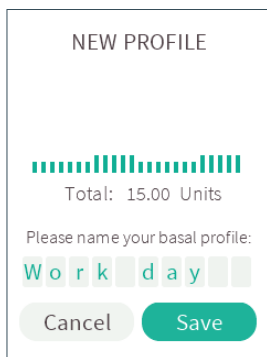 NEW PROFILE
Total: 15.00 Units
Please name your basal profile:
Work day
Cancel Save